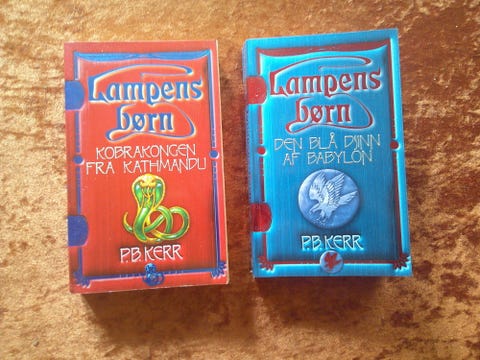 Lampens
børn
KOBRAKONGEN
FRA KATHMANDU
P.B. KERR
Lampens
børn
DEN BLÅ DJINN
AF BABYLON
P.B. KERR